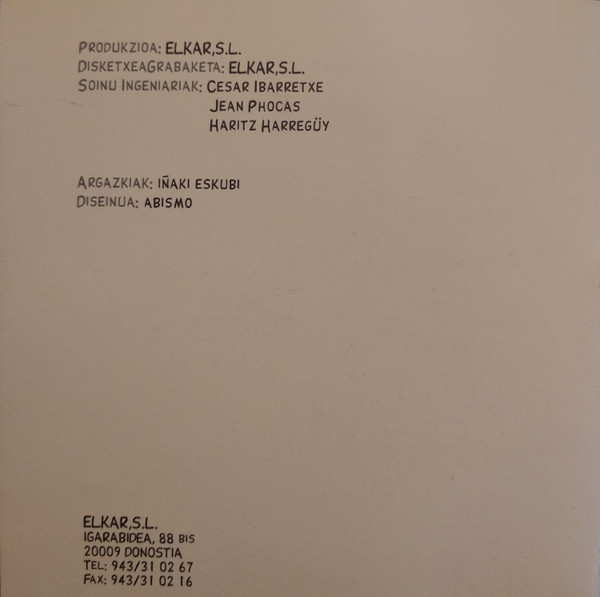 PRODUKZIOA: ELKAR,S.L.
DISKETXEAGRABAKETA: ELKAR,S.L.
SOINU INGENIARIAK: CESAR IBARRETXE
JEAN PHOCAS
HARITZ HARREGÜY
ARGAZKIAK: IÑAKI ESKUBI
DISEINUA: ABISMO
ELKAR,S.L.
IGARABIDEA, 88 BIS
20009 DONOSTIA
TEL: 943/31 02 67
FAX: 943/31 02 16